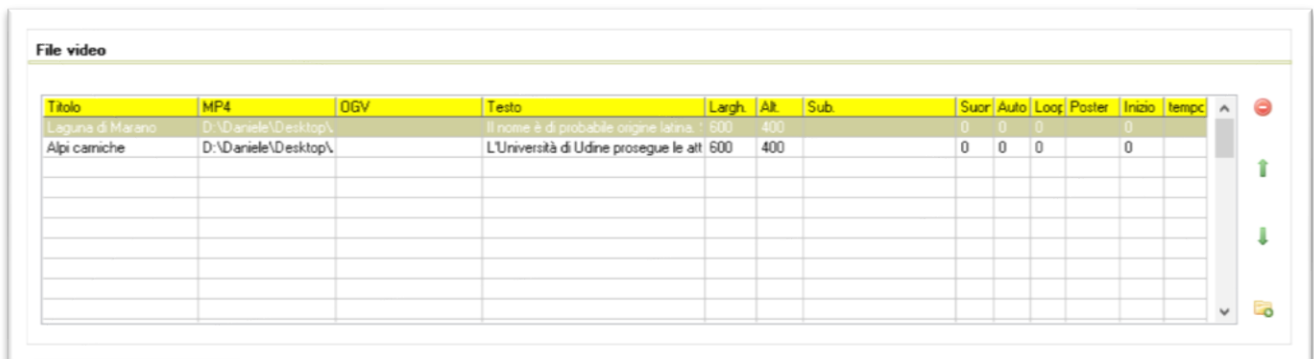 File video
Titolo MP4 OGV Testo Largh. Alt. Sub. Suor Auto Loop Poster Inizio tempo
Laguna di Marano D:\Daniele\Desktop\ Il nome è di probabile origine latina. 600 400 0 0 0 0
Alpi carniche D:\Daniele\Desktop\ L'Università di Udine prosegue le att 600 400 0 0 0 0